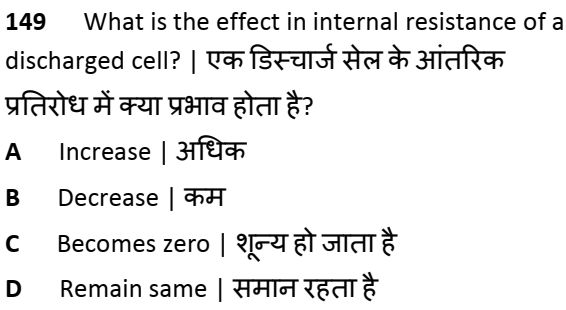 149 What is the effect in internal resistance of a
discharged cell? | एक डिस्चार्ज सेल के आंतरिक
प्रतिरोध में क्या प्रभाव होता है?
A Increase | अधिक
B Decrease | कम
C Becomes zero | शून्य हो जाता है
D Remain same | समान रहता है